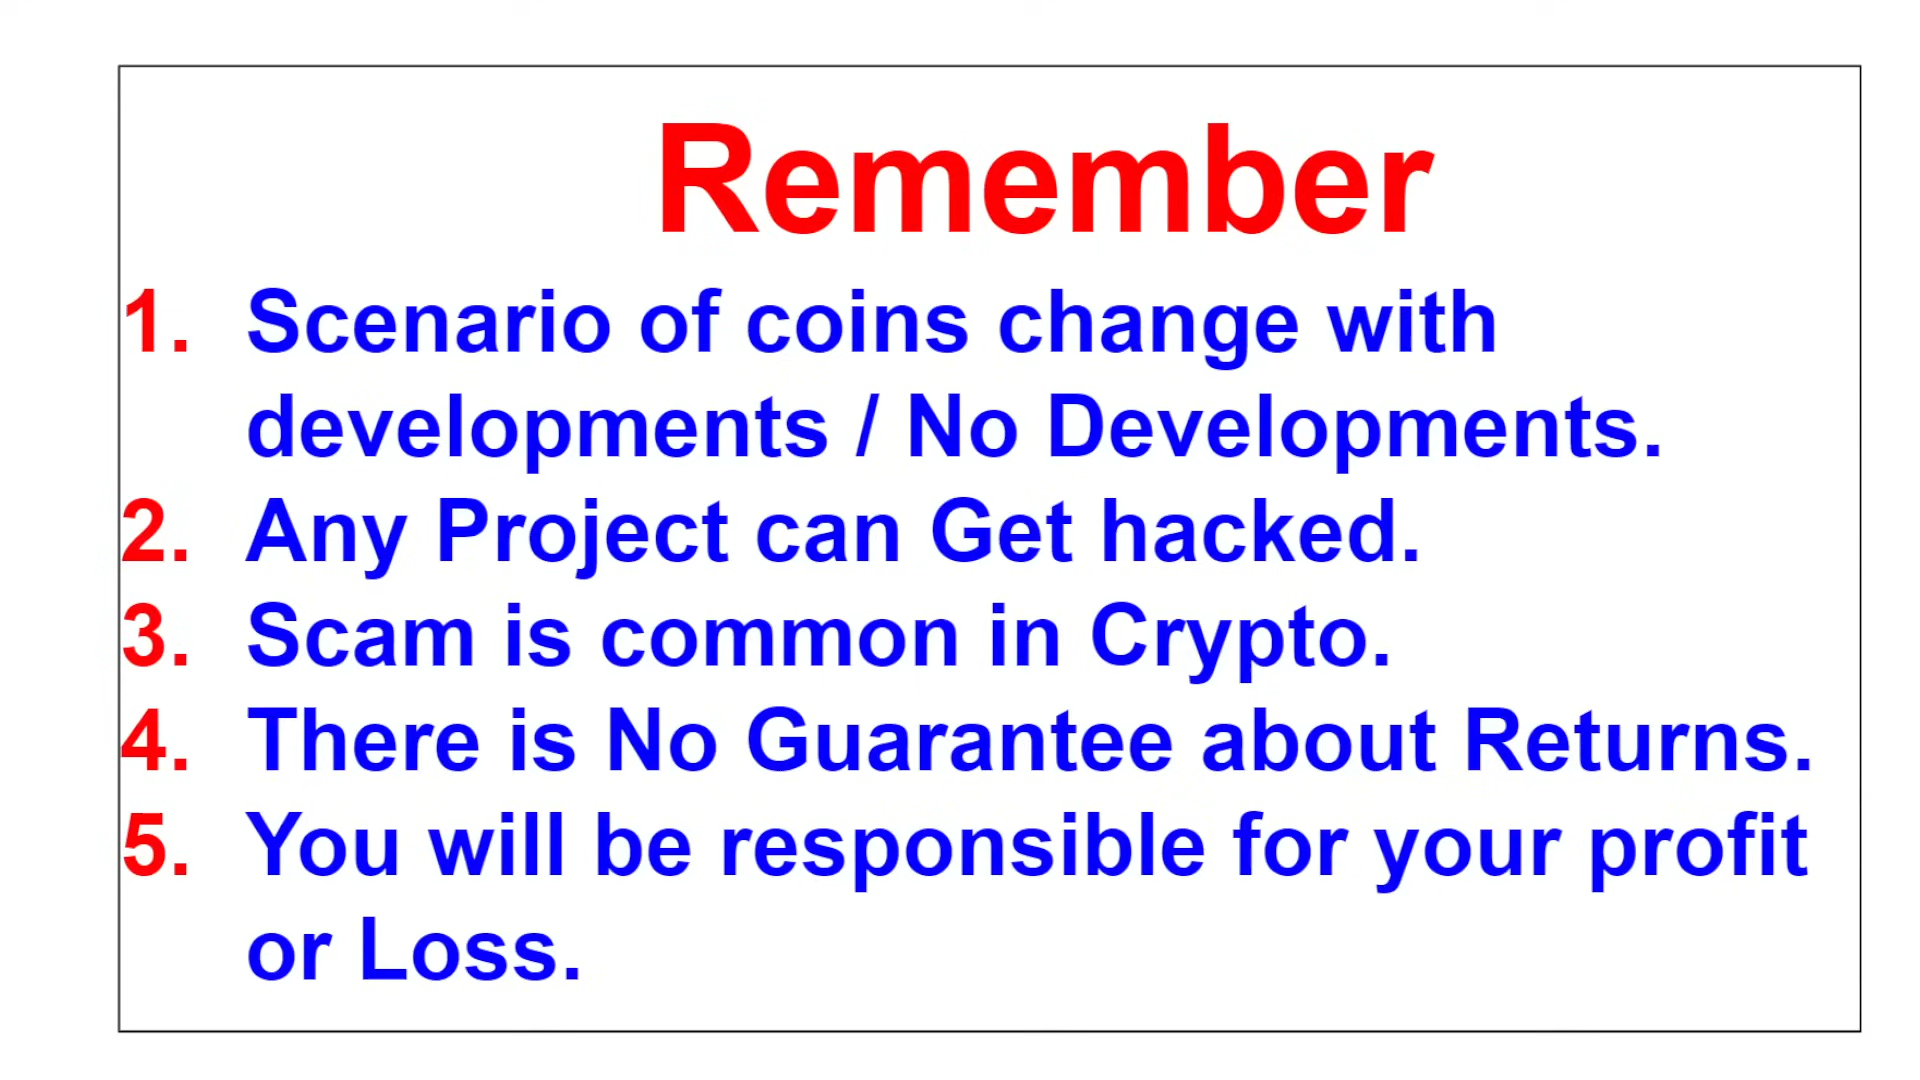 Remember
1. Scenario of coins change with
developments / No Developments.
2. Any Project can Get hacked.
3. Scam is common in Crypto.
4. There is No Guarantee about Returns.
5. You will be responsible for your profit
or Loss.